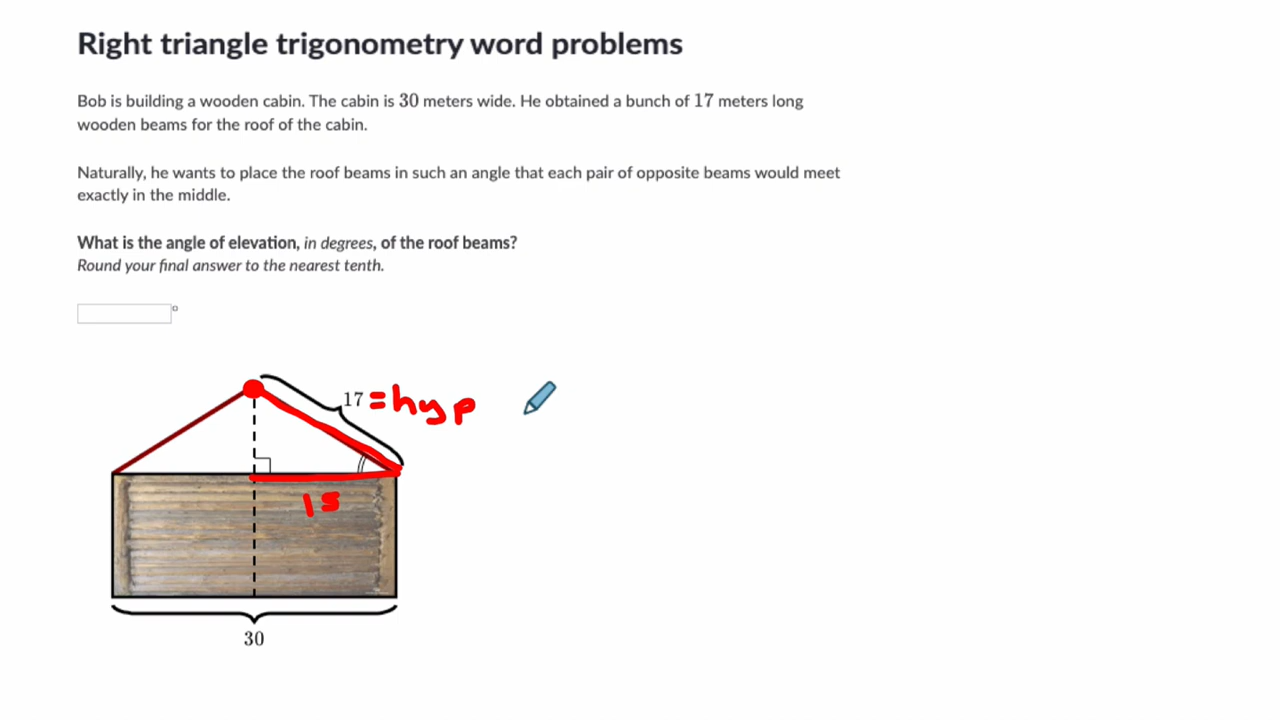 Right triangle trigonometry word problems
Bob is building a wooden cabin. The cabin is 30 meters wide. He obtained a bunch of 17 meters long
wooden beams for the roof of the cabin.
Naturally, he wants to place the roof beams in such an angle that each pair of opposite beams would meet
exactly in the middle.
What is the angle of elevation, in degrees, of the roof beams?
Round your final answer to the nearest tenth.
°
17 = hyp
15
30